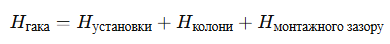 Hгака = Hустановки + Hколони + Hмонтажного зазору